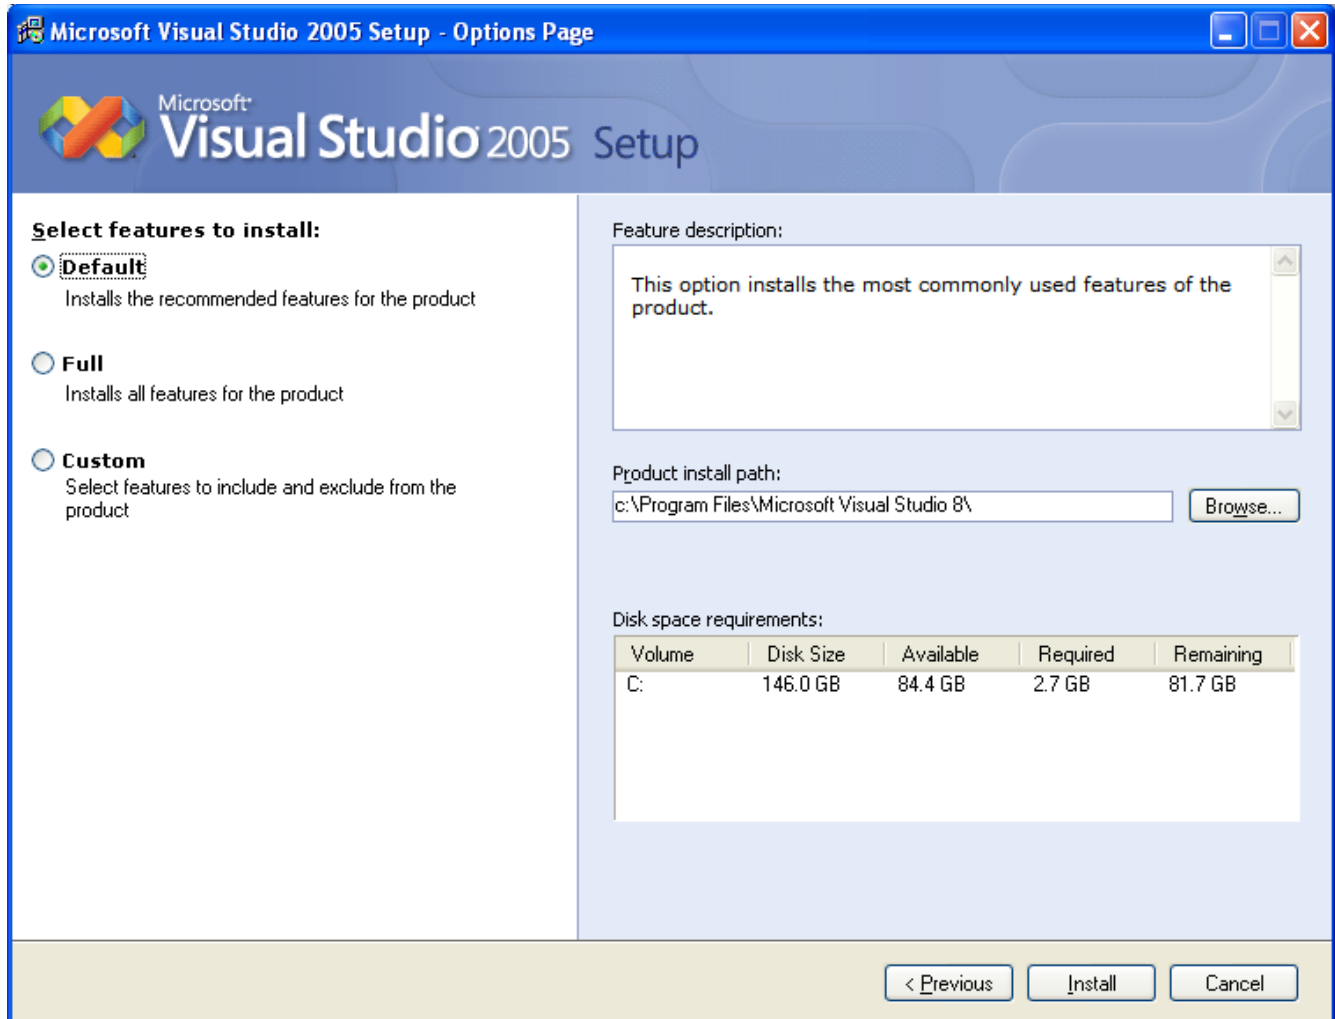 Microsoft Visual Studio 2005 Setup - Options Page
Microsoft
Visual Studio 2005 Setup
Select features to install:
Default
Installs the recommended features for the product
Full
Installs all features for the product
Custom
Select features to include and exclude from the
product
Feature description:
This option installs the most commonly used features of the
product.
Product install path:
c:\Program Files\Microsoft Visual Studio 8\
Browse...
Disk space requirements:
Volume Disk Size Available Required Remaining
C: 146.0 GB 84.4 GB 2.7 GB 81.7 GB
< Previous Install Cancel